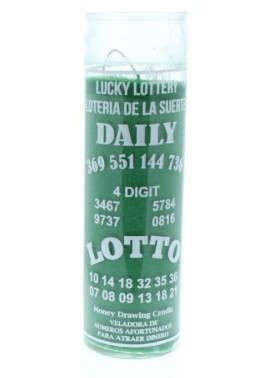 LUCKY LOTTERY
LOTERIA DE LA SUERTE
DAILY
369 551 144 736
4 DIGIT
3467 5784
9737 0816
LOTTO
10 14 18 32 35 36
07 08 09 13 18 21
Money Drawing Candle
VELADORA DE
NUMEROS AFORTUNADOS
PARA ATRAER DINERO